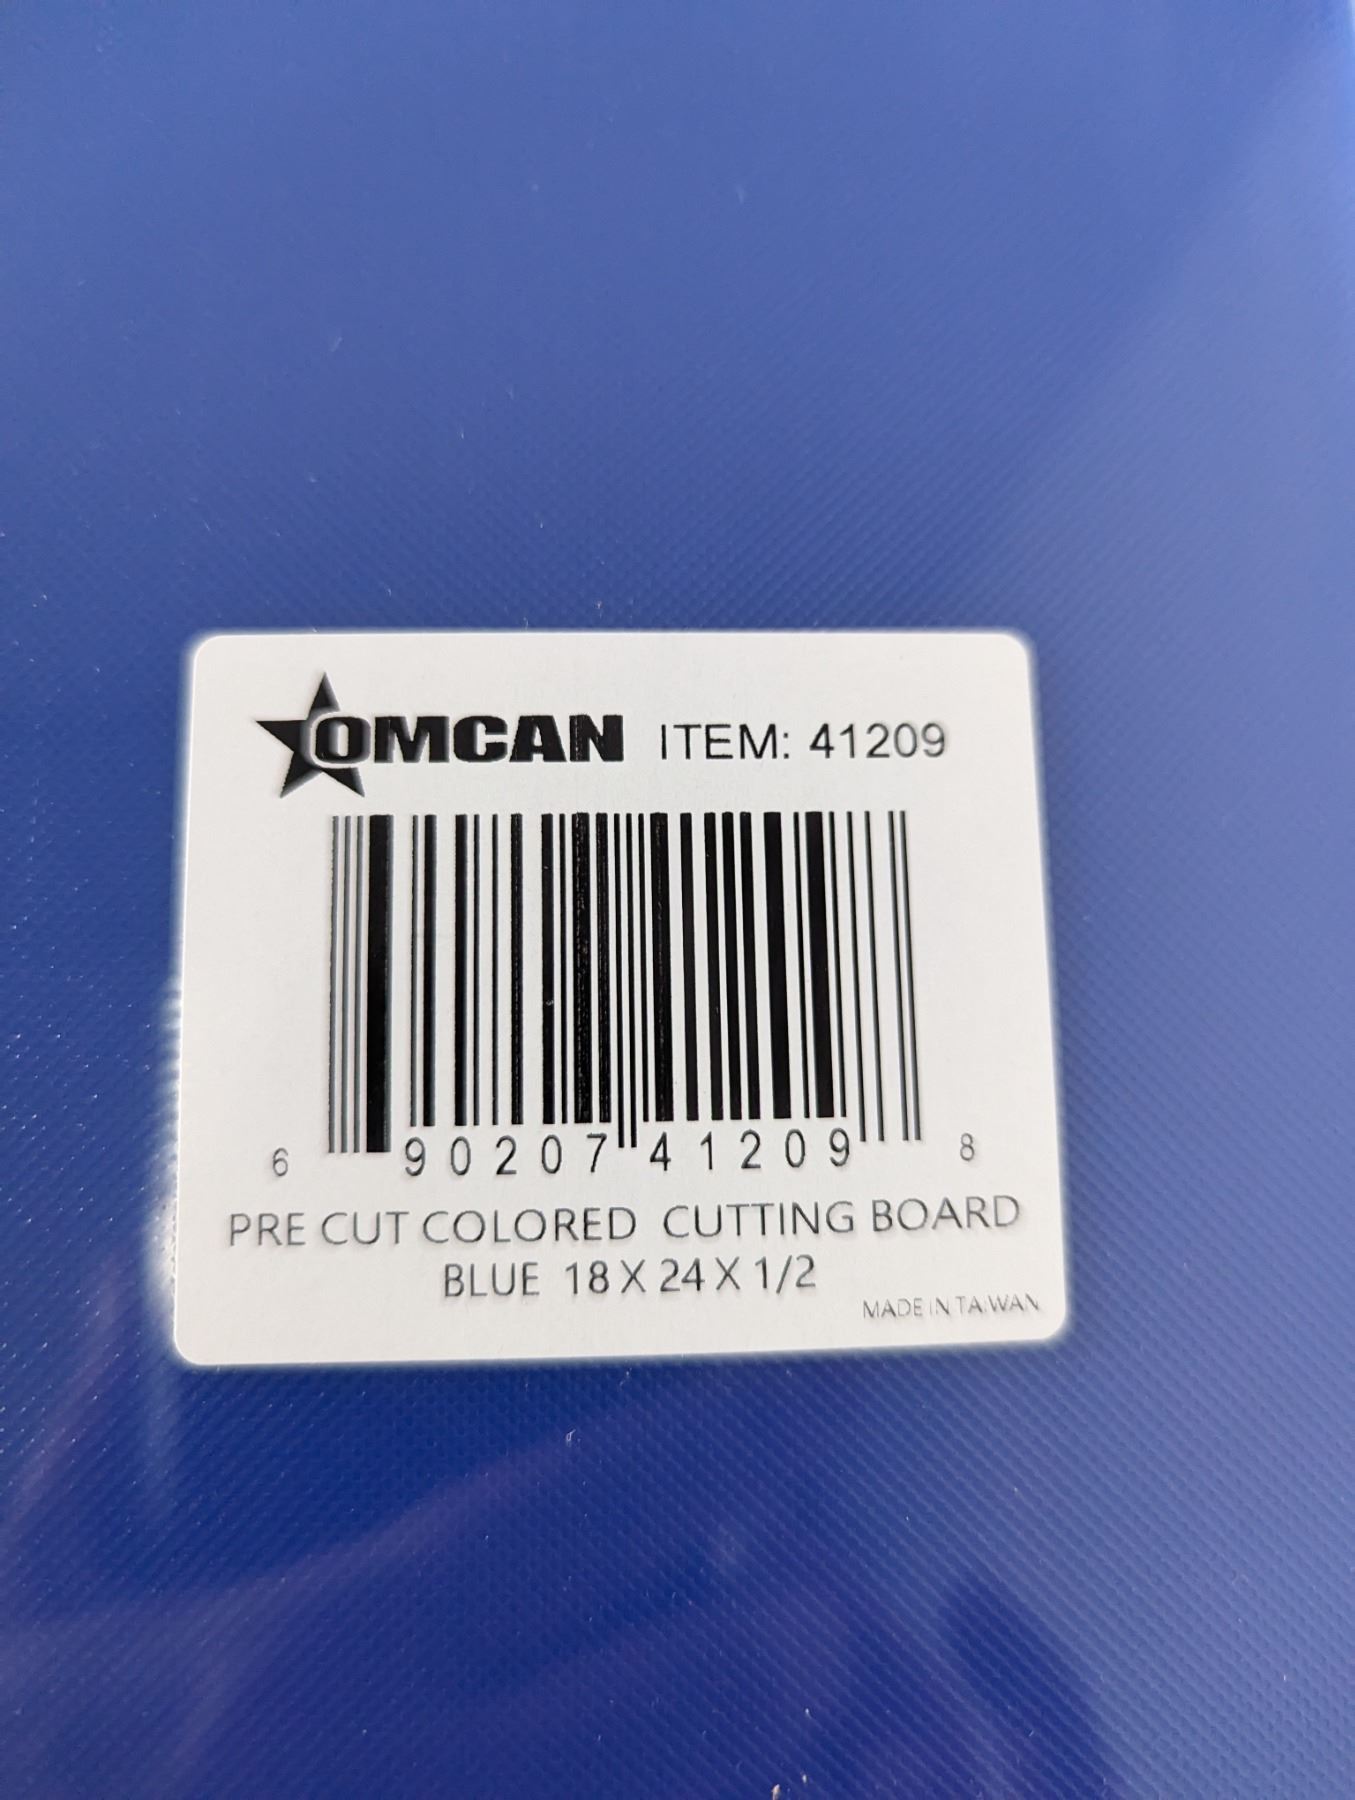 OMCAN ITEM: 41209
6 90207 41209 8
PRE CUT COLORED CUTTING BOARD
BLUE 18 X 24 X 1/2
MADE IN TAIWAN